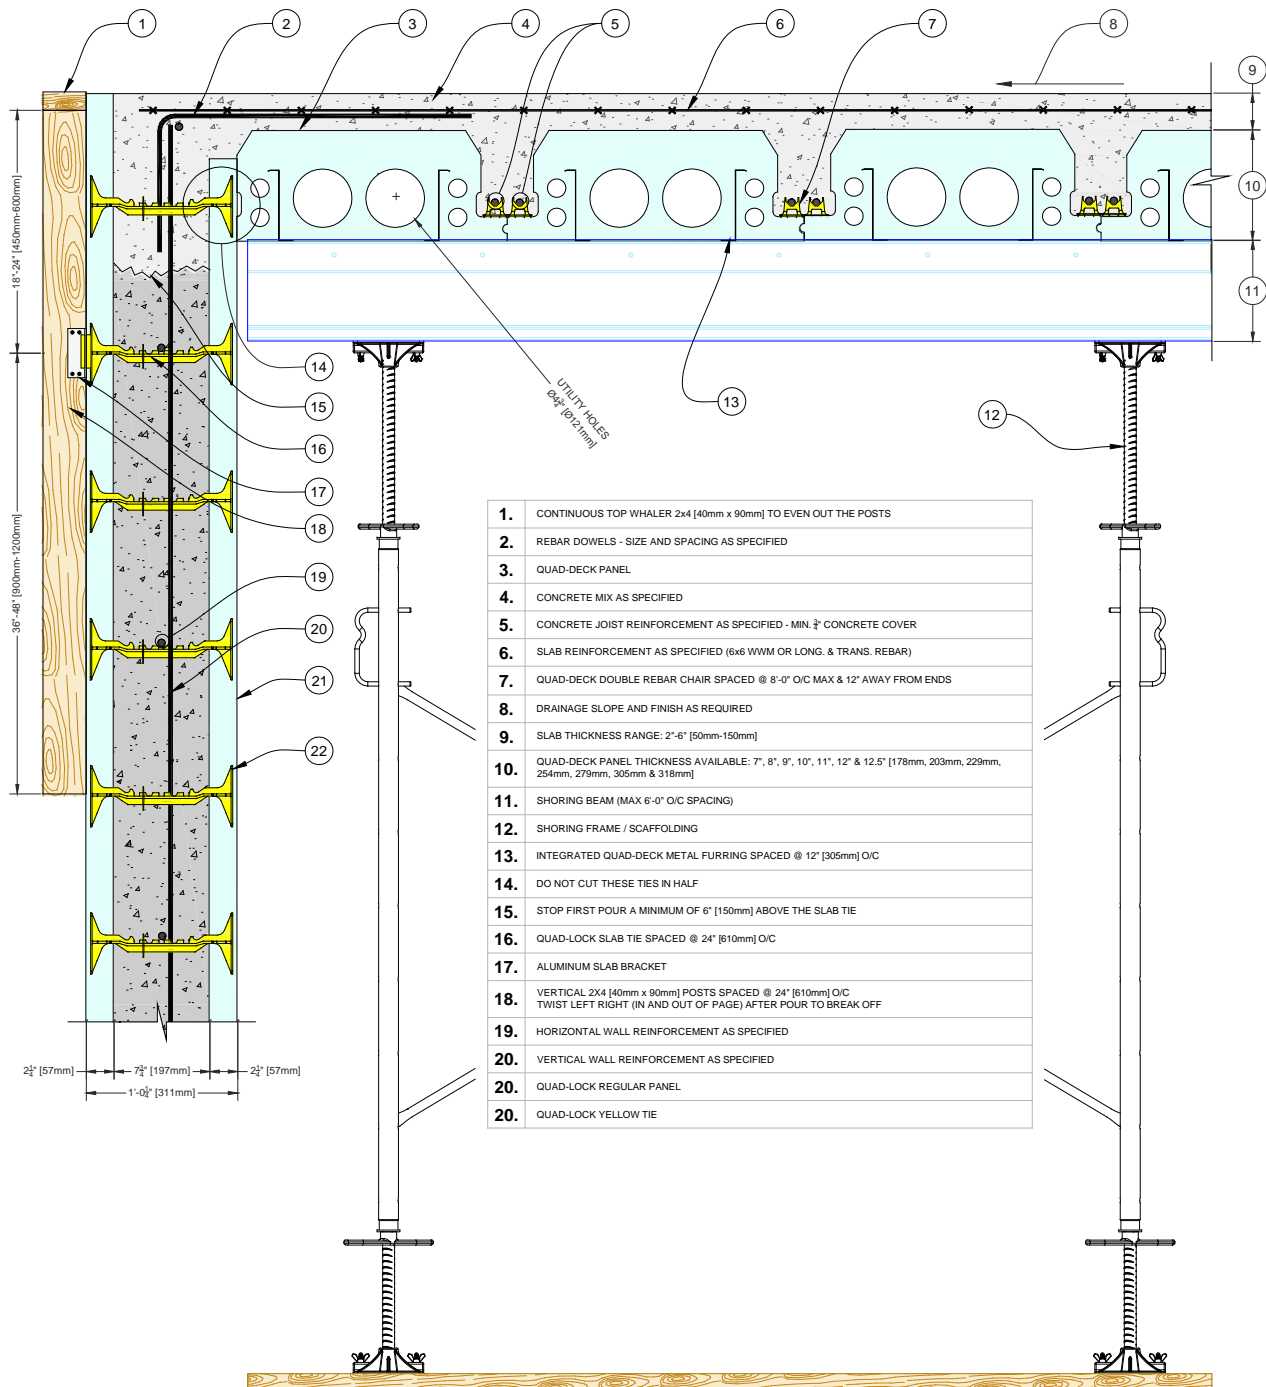 1
2
3
4
5
6
7
8
9
10
11
18"-24" [450mm-600mm]
36"-48" [900mm-1200mm]
UTILITY HOLES
Ø4¾" [Ø121mm]
12
13
14
15
16
17
18
19
20
21
22
2¼" [57mm]
7¾" [197mm]
2¼" [57mm]
1'-0¼" [311mm]
1. CONTINUOUS TOP WHALER 2x4 [40mm x 90mm] TO EVEN OUT THE POSTS
2. REBAR DOWELS - SIZE AND SPACING AS SPECIFIED
3. QUAD-DECK PANEL
4. CONCRETE MIX AS SPECIFIED
5. CONCRETE JOIST REINFORCEMENT AS SPECIFIED - MIN. ¾" CONCRETE COVER
6. SLAB REINFORCEMENT AS SPECIFIED (6x6 WWM OR LONG. & TRANS. REBAR)
7. QUAD-DECK DOUBLE REBAR CHAIR SPACED @ 8'-0" O/C MAX & 12" AWAY FROM ENDS
8. DRAINAGE SLOPE AND FINISH AS REQUIRED
9. SLAB THICKNESS RANGE: 2"-6" [50mm-150mm]
10. QUAD-DECK PANEL THICKNESS AVAILABLE: 7", 8", 9", 10", 11", 12" & 12.5" [178mm, 203mm, 229mm,
254mm, 279mm, 305mm & 318mm]
11. SHORING BEAM (MAX 6'-0" O/C SPACING)
12. SHORING FRAME / SCAFFOLDING
13. INTEGRATED QUAD-DECK METAL FURRING SPACED @ 12" [305mm] O/C
14. DO NOT CUT THESE TIES IN HALF
15. STOP FIRST POUR A MINIMUM OF 6" [150mm] ABOVE THE SLAB TIE
16. QUAD-LOCK SLAB TIE SPACED @ 24" [610mm] O/C
17. ALUMINUM SLAB BRACKET
18. VERTICAL 2X4 [40mm x 90mm] POSTS SPACED @ 24" [610mm] O/C
TWIST LEFT RIGHT (IN AND OUT OF PAGE) AFTER POUR TO BREAK OFF
19. HORIZONTAL WALL REINFORCEMENT AS SPECIFIED
20. VERTICAL WALL REINFORCEMENT AS SPECIFIED
20. QUAD-LOCK REGULAR PANEL
20. QUAD-LOCK YELLOW TIE